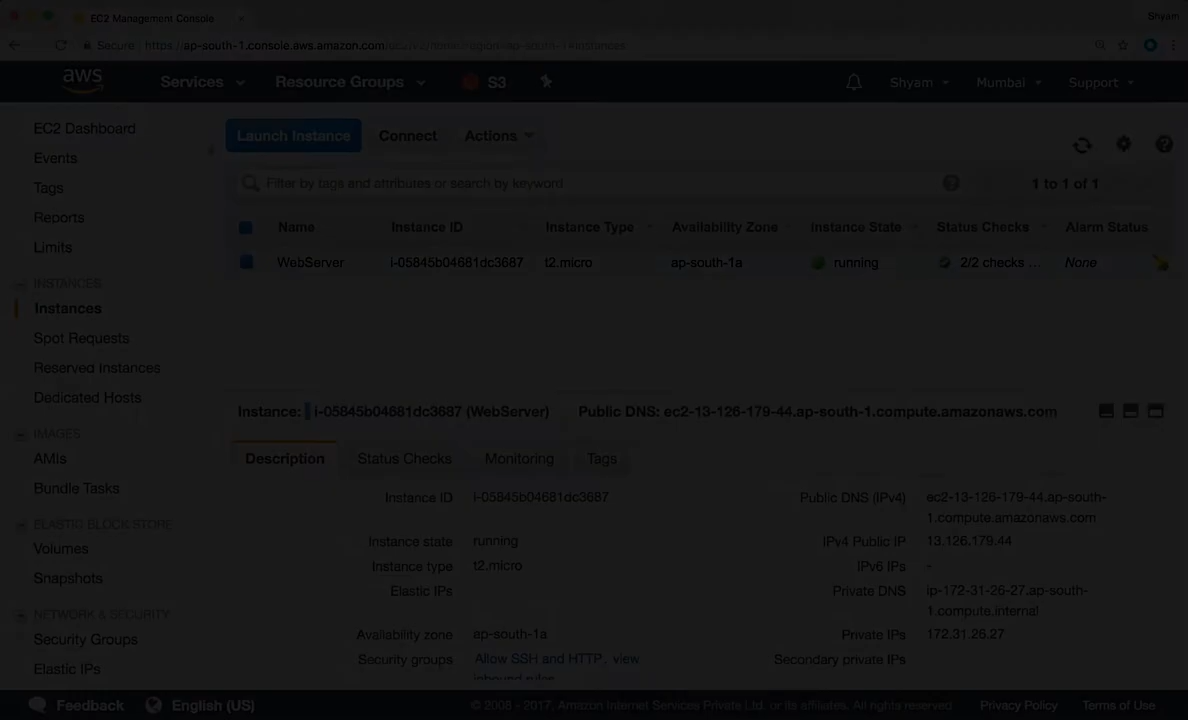 EC2 Management Console
Shyam
Secure https://ap-south-1.console.aws.amazon.com
aws Services Resource Groups S3 Shyam Mumbai Support
EC2 Dashboard
Events
Tags
Reports
Limits
INSTANCES
Instances
Spot Requests
Reserved Instances
Dedicated Hosts
IMAGES
AMIs
Bundle Tasks
ELASTIC BLOCK STORE
Volumes
Snapshots
NETWORK & SECURITY
Security Groups
Elastic IPs
Launch Instance Connect Actions
Filter by tags and attributes or search by keyword
1 to 1 of 1
Name Instance ID Instance Type Availability Zone Instance State Status Checks Alarm Status
WebServer i-05845b04681dc3687 t2.micro ap-south-1a running 2/2 checks ... None
Instance: i-05845b04681dc3687 (WebServer) Public DNS: ec2-13-126-179-44.ap-south-1.compute.amazonaws.com
Description Status Checks Monitoring Tags
Instance ID i-05845b04681dc3687
Instance state running
Instance type t2.micro
Elastic IPs
Availability zone ap-south-1a
Security groups Allow SSH and HTTP, view
inbound rules
Public DNS (IPv4) ec2-13-126-179-44.ap-south-
1.compute.amazonaws.com
IPv4 Public IP 13.126.179.44
IPv6 IPs -
Private DNS ip-172-31-26-27.ap-south-
1.compute.internal
Private IPs 172.31.26.27
Secondary private IPs
Feedback English (US) © 2008 - 2017, Amazon Internet Services Private Ltd. or its affiliates. All rights reserved. Privacy Policy Terms of Use